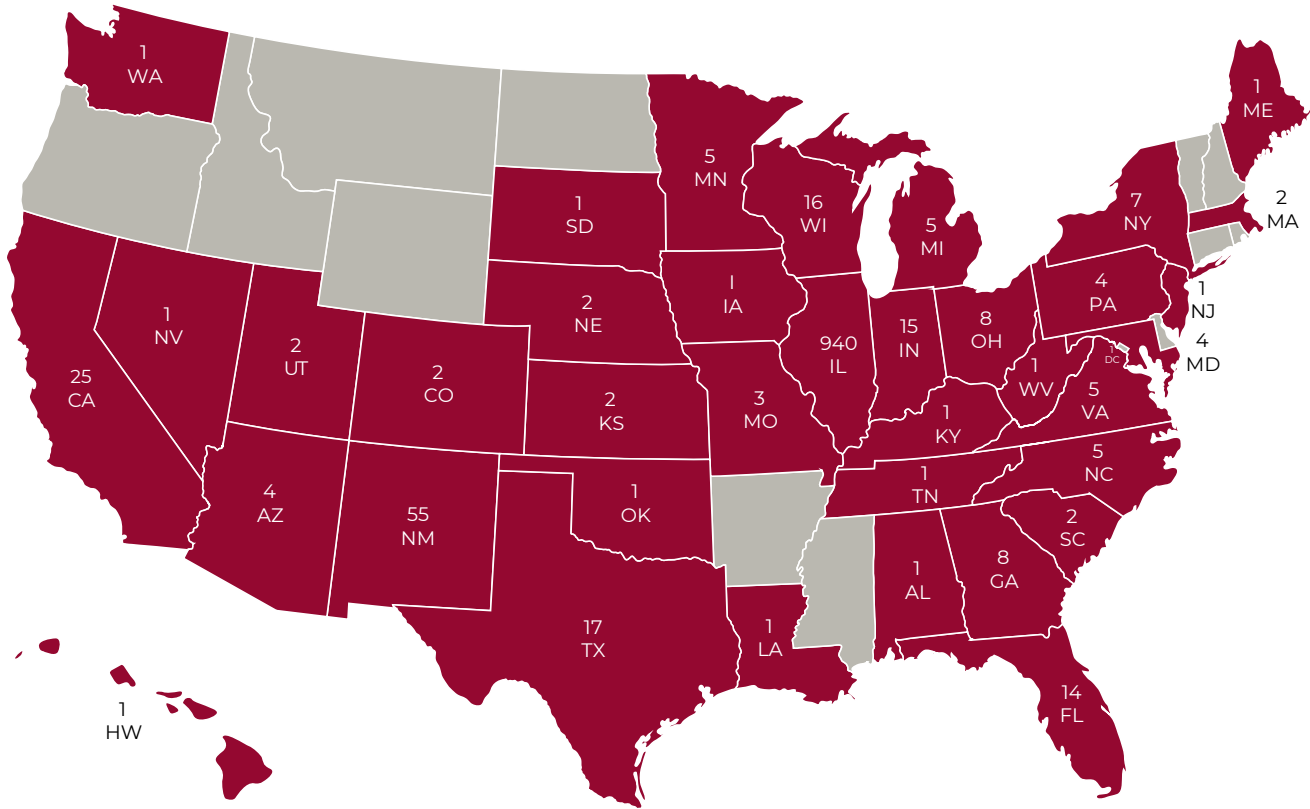 1
WA
1
ME
5
MN
2
MA
1
SD
16
WI
5
MI
7
NY
I
IA
4
PA
1
NJ
1
NV
2
NE
940
IL
15
IN
8
OH
4
MD
2
UT
1
DC
25
CA
2
CO
2
KS
3
MO
1
WV
5
VA
1
KY
5
NC
4
AZ
55
NM
1
OK
1
TN
2
SC
1
AL
8
GA
17
TX
1
LA
14
FL
1
HW